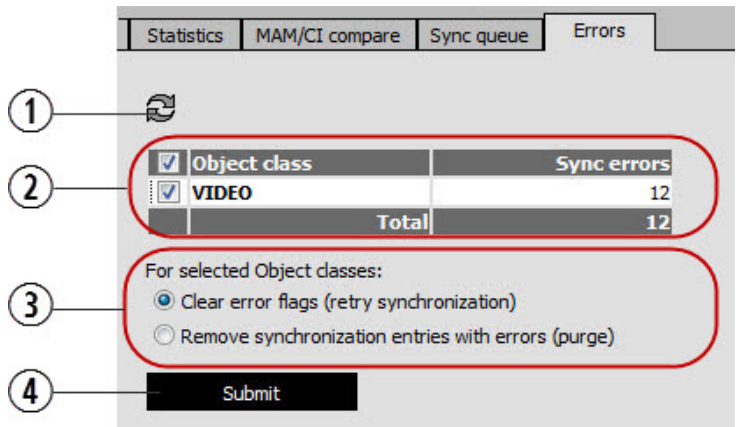 Statistics MAM/CI compare Sync queue Errors
1
2
Object class Sync errors
VIDEO 12
Total 12
3
For selected Object classes:
Clear error flags (retry synchronization)
Remove synchronization entries with errors (purge)
4
Submit